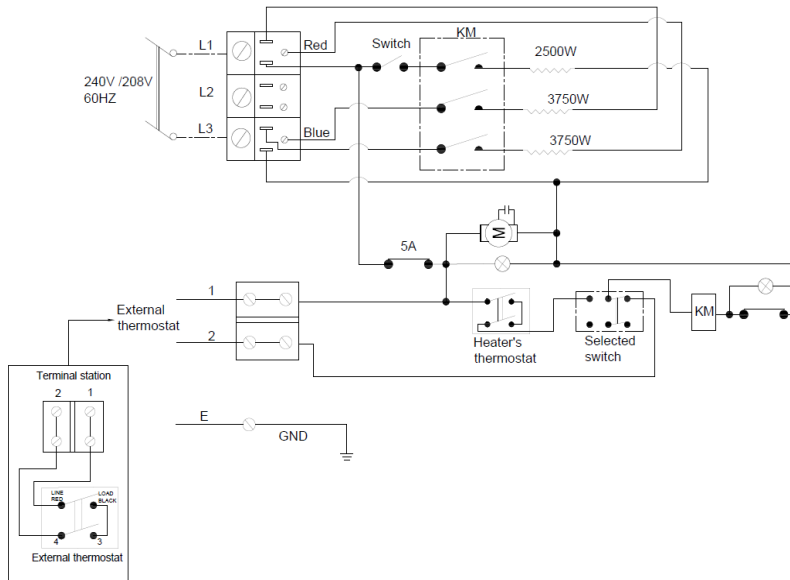 KM
L1
Red
Switch
2500W
240V /208V
60HZ
L2
3750W
L3
Blue
3750W
M
5A
1
External
thermostat
2
KM
Heater's
thermostat
Selected
switch
Terminal station
2 1
E
GND
LINE
RED
LOAD
BLACK
4 3
External thermostat